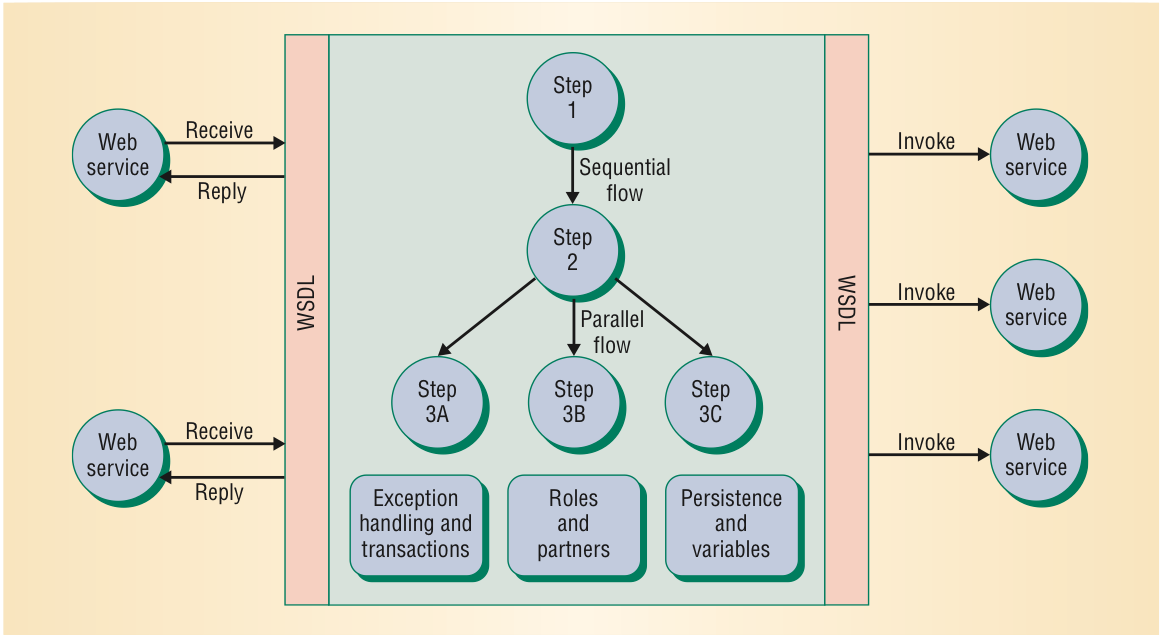 Web
service
Receive
Reply
Web
service
Receive
Reply
WSDL
Step
1
Sequential
flow
Step
2
Parallel
flow
Step
3A
Step
3B
Step
3C
Exception
handling and
transactions
Roles
and
partners
Persistence
and
variables
WSDL
Invoke
Web
service
Invoke
Web
service
Invoke
Web
service